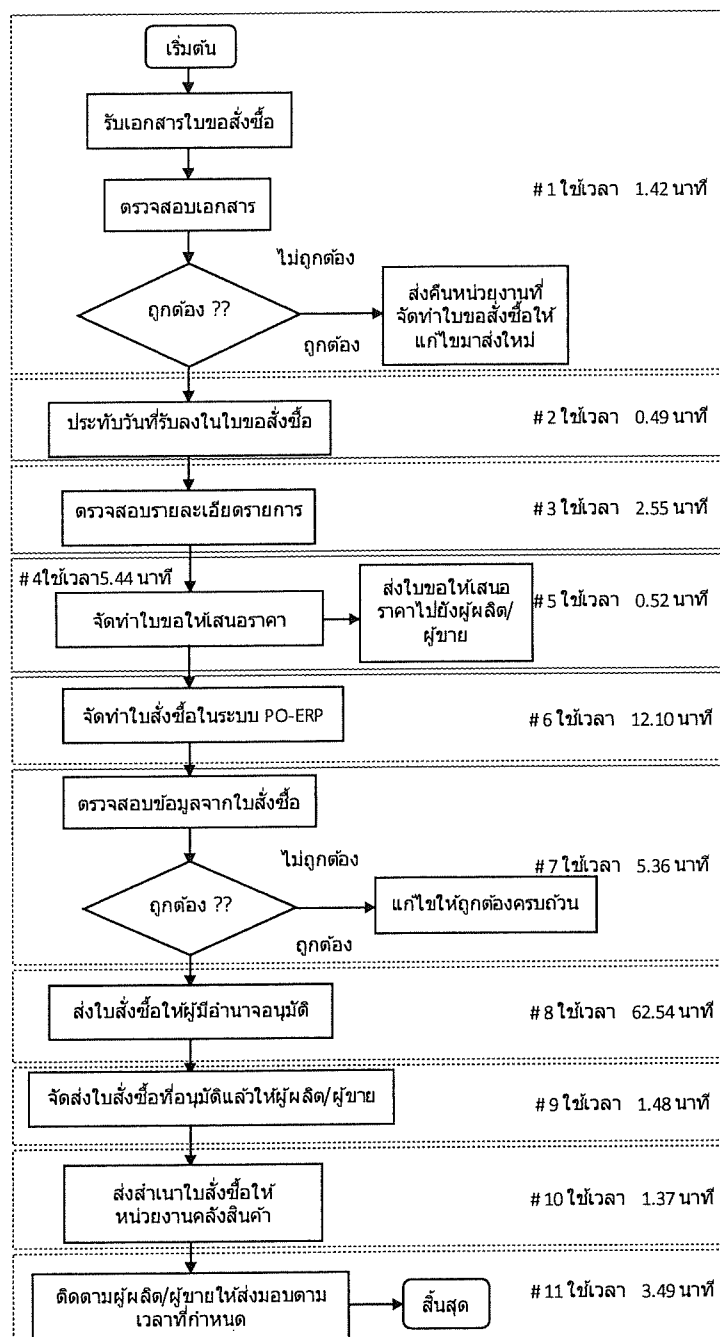 เริ่มต้น
รับเอกสารใบขอสั่งซื้อ
ตรวจสอบเอกสาร
# 1 ใช้เวลา 1.42 นาที
ไม่ถูกต้อง
ถูกต้อง ??
ถูกต้อง
ส่งคืนหน่วยงานที่
จัดทำใบขอสั่งซื้อให้
แก้ไขมาส่งใหม่
ประทับวันที่รับลงในใบขอสั่งซื้อ
# 2 ใช้เวลา 0.49 นาที
ตรวจสอบรายละเอียดรายการ
# 3 ใช้เวลา 2.55 นาที
# 4ใช้เวลา5.44 นาที
จัดทำใบขอให้เสนอราคา
ส่งใบขอให้เสนอ
ราคาไปยังผู้ผลิต/
ผู้ขาย
# 5 ใช้เวลา 0.52 นาที
จัดทำใบสั่งซื้อในระบบ PO-ERP
# 6 ใช้เวลา 12.10 นาที
ตรวจสอบข้อมูลจากใบสั่งซื้อ
ไม่ถูกต้อง
# 7 ใช้เวลา 5.36 นาที
ถูกต้อง ??
แก้ไขให้ถูกต้องครบถ้วน
ถูกต้อง
ส่งใบสั่งซื้อให้ผู้มีอำนาจอนุมัติ
# 8 ใช้เวลา 62.54 นาที
จัดส่งใบสั่งซื้อที่อนุมัติแล้วให้ผู้ผลิต/ผู้ขาย
# 9 ใช้เวลา 1.48 นาที
ส่งสำเนาใบสั่งซื้อให้
หน่วยงานคลังสินค้า
# 10 ใช้เวลา 1.37 นาที
ติดตามผู้ผลิต/ผู้ขายให้ส่งมอบตาม
เวลาที่กำหนด
สิ้นสุด
# 11 ใช้เวลา 3.49 นาที